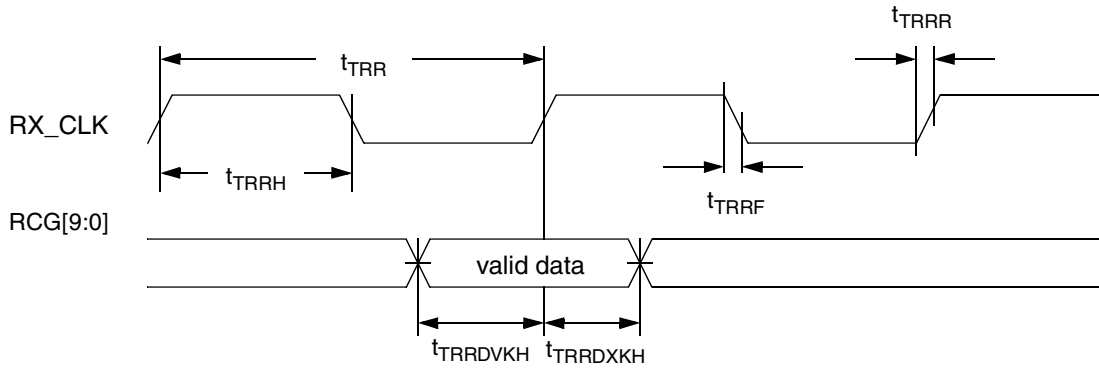 tTRRR
tTRR
RX_CLK
tTRRH
tTRRF
RCG[9:0]
valid data
tTRRDVKH tTRRDXKH